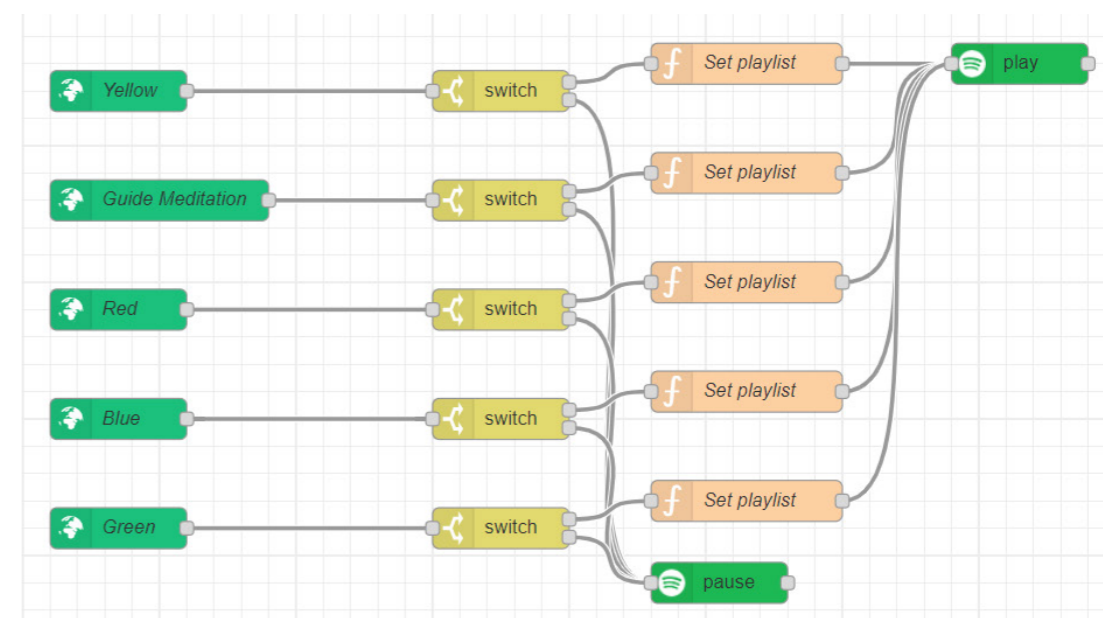 Set playlist
play
Yellow
switch
Set playlist
Guide Meditation
switch
Set playlist
Red
switch
Set playlist
Blue
switch
Set playlist
Green
switch
pause